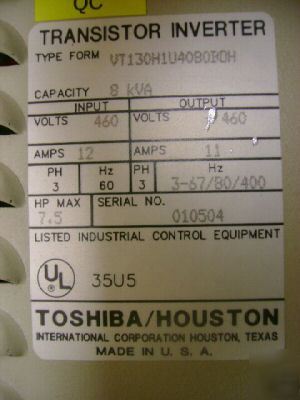 QC
TRANSISTOR INVERTER
TYPE FORM VT130H1U4080B0H
CAPACITY 8 kVA
INPUT OUTPUT
VOLTS 460 460
AMPS 12 AMPS 11
PH Hz PH Hz
3 60 3 3-67/80/400
HP MAX SERIAL NO.
7.5 010504
LISTED INDUSTRIAL CONTROL EQUIPMENT
UL 35U5
TOSHIBA/HOUSTON
INTERNATIONAL CORPORATION HOUSTON, TEXAS
MADE IN U. S. A.